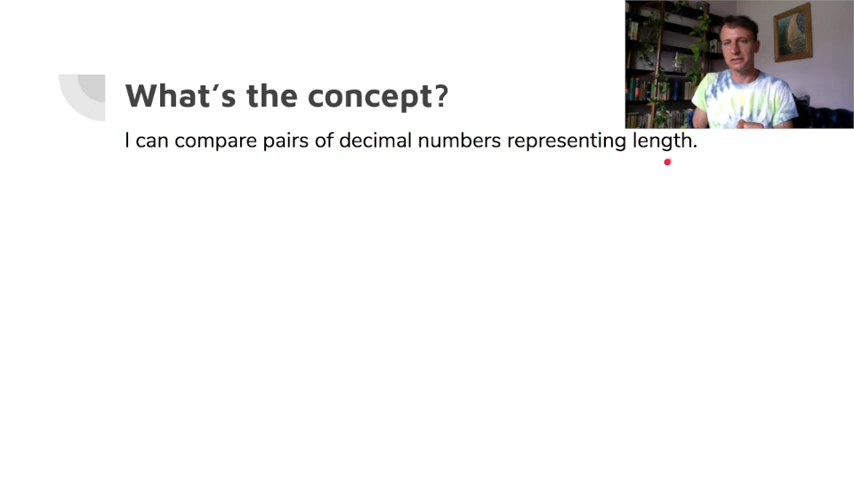 What's the concept?
I can compare pairs of decimal numbers representing length.